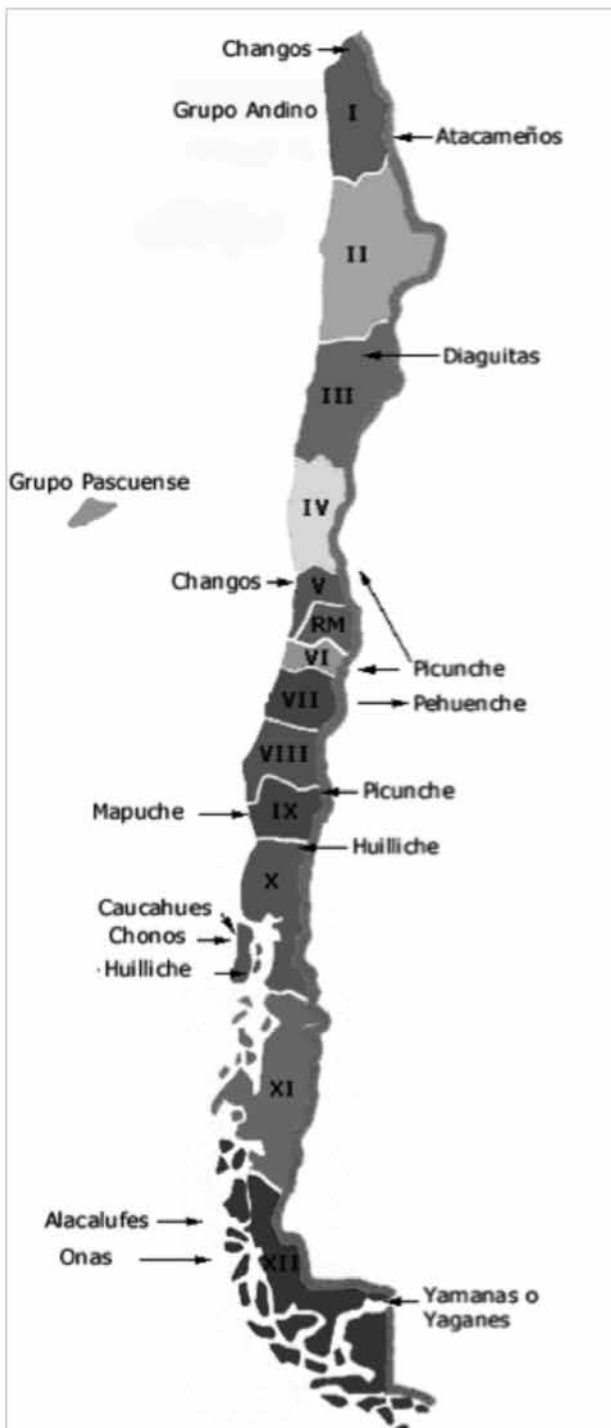 Changos
Grupo Andino
I
Atacameños
II
Diaguitas
III
Grupo Pascuense
IV
Changos
V
RM
VI
Picunche
VII
Pehuenche
VIII
Picunche
Mapuche
IX
Huilliche
X
Caucahues
Chonos
Huilliche
XI
Alacalufes
Onas
XII
Yamanas o
Yaganes